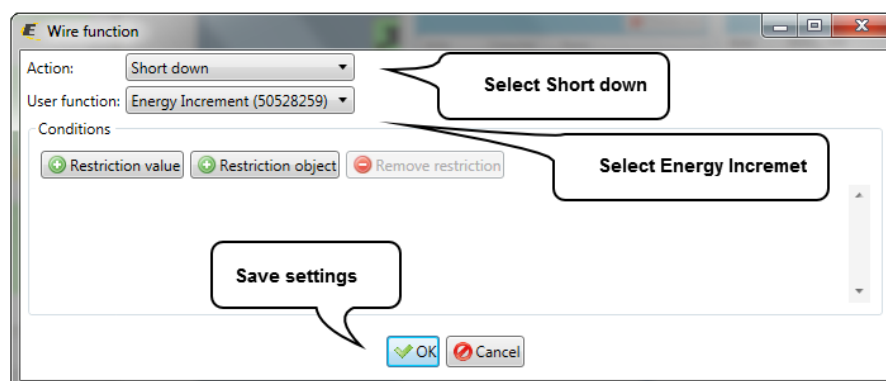 E Wire function
Action: Short down
Select Short down
User function: Energy Increment (50528259)
Conditions
Restriction value Restriction object Remove restriction
Select Energy Incremet
Save settings
OK Cancel